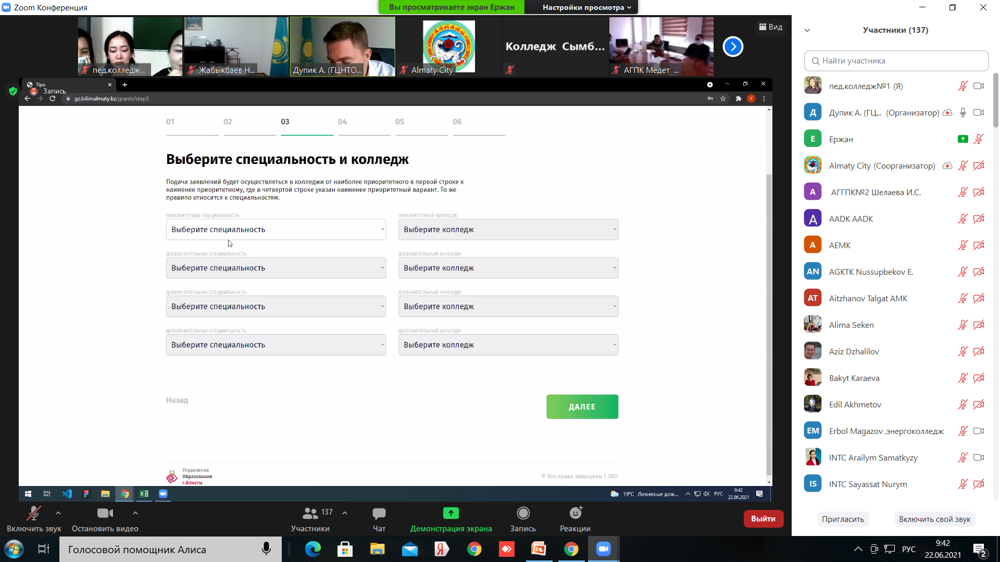 Zoom Конференция
Вы просматриваете экран Ержан
Настройки просмотра
Вид
пед.колледж...
Жабыкбаев Н...
Дупик А. (ГЦНТО...
Almaty City
Колледж Сымб...
АГПК Медет ...
Tipo
Запись
gz.bilimalmaty.kz/grants/step3
01 02 03 04 05 06
Выберите специальность и колледж
Подача заявлений будет осуществляться в колледжи от наиболее приоритетного в первой строке к
наименее приоритетному, где в четвертой строке указан наименее приоритетный вариант. То же
правило относится к специальностям.
ПРИОРИТЕТНАЯ СПЕЦИАЛЬНОСТЬ ПРИОРИТЕТНЫЙ КОЛЛЕДЖ
Выберите специальность Выберите колледж
ДОПОЛНИТЕЛЬНАЯ СПЕЦИАЛЬНОСТЬ ДОПОНИТЕЛЬНЫЙ КОЛЛЕДЖ
Выберите специальность Выберите колледж
ДОПОЛНИТЕЛЬНАЯ СПЕЦИАЛЬНОСТЬ ДОПОНИТЕЛЬНЫЙ КОЛЛЕДЖ
Выберите специальность Выберите колледж
ДОПОЛНИТЕЛЬНАЯ СПЕЦИАЛЬНОСТЬ ДОПОНИТЕЛЬНЫЙ КОЛЛЕДЖ
Выберите специальность Выберите колледж
Назад
ДАЛЕЕ
Управление
Образования
г.Алматы
© Все права защищены | 2021
19°C Ливневые дож...
РУС
9:42
22.06.2021
Участники (137)
Найти участника
пед.колледж№1 (Я)
Д Дупик А. (ГЦ... (Организатор)
Е Ержан
Almaty City (Соорганизатор)
А АГГПК№2 Шелаева И.С.
A AADK AADK
А АЕМК
AN AGKTK Nussupbekov E.
AT Aitzhanov Talgat AMK
Alima Seken
Aziz Dzhalilov
Bakyt Karaeva
Edil Akhmetov
EM Erbol Magazov ,энергоколледж
INTC Arailym Samatkyzy
IS INTC Sayassat Nurym
Пригласить
Включить свой звук
Включить звук
Остановить видео
137
Участники
Чат
Демонстрация экрана
Запись
Реакции
Выйти
Голосовой помощник Алиса
РУС
9:42
22.06.2021
2